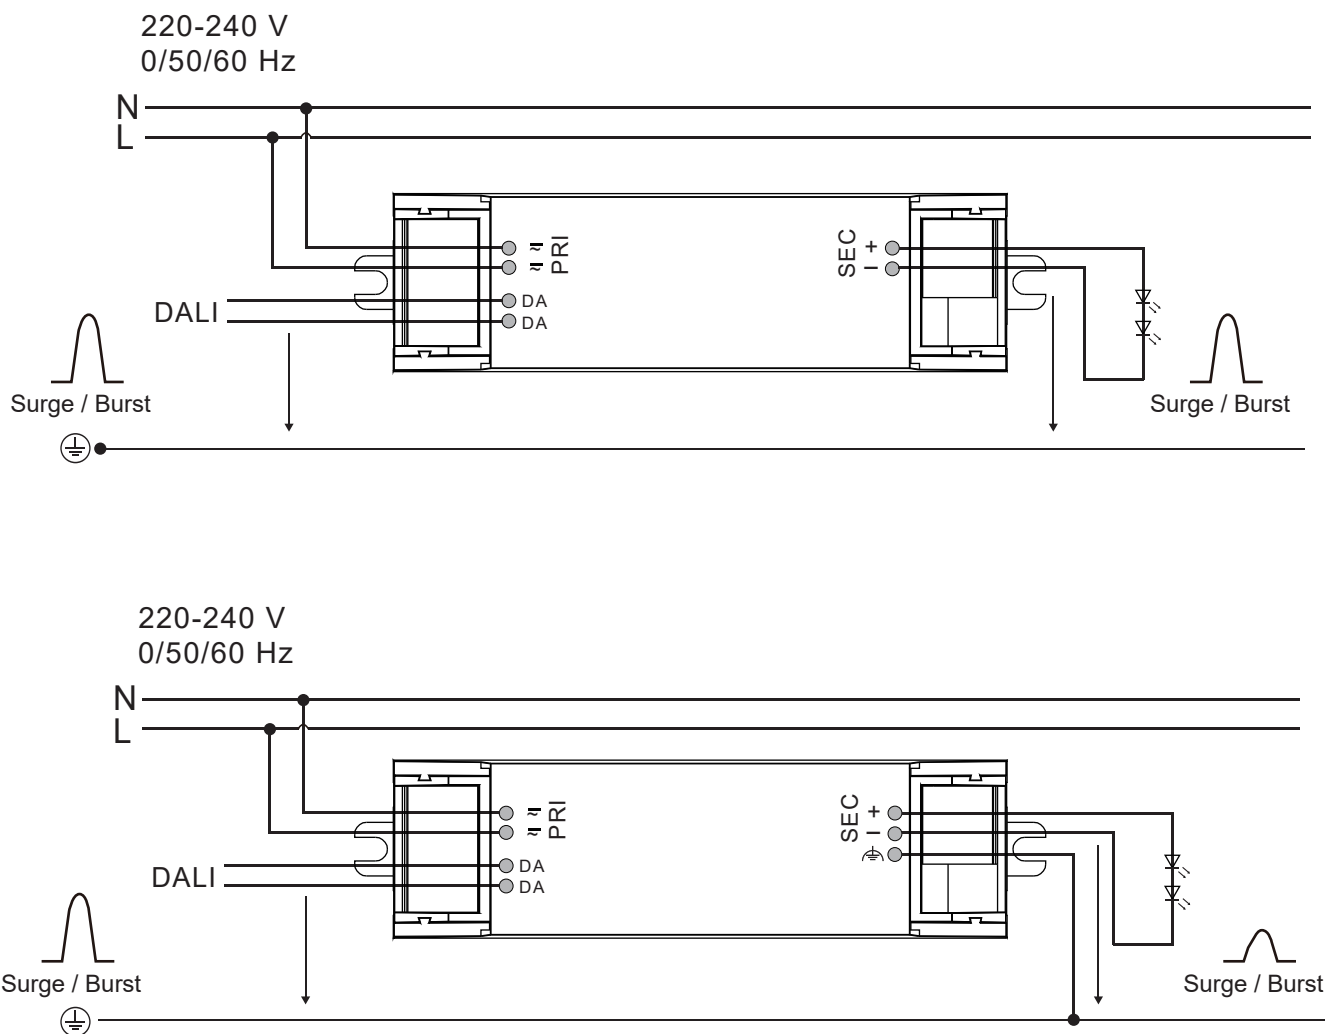 220-240 V
0/50/60 Hz
N
L
PRI
SEC
+
−
DALI
DA
DA
Surge / Burst
Surge / Burst
220-240 V
0/50/60 Hz
N
L
PRI
SEC
+
−
DALI
DA
DA
Surge / Burst
Surge / Burst